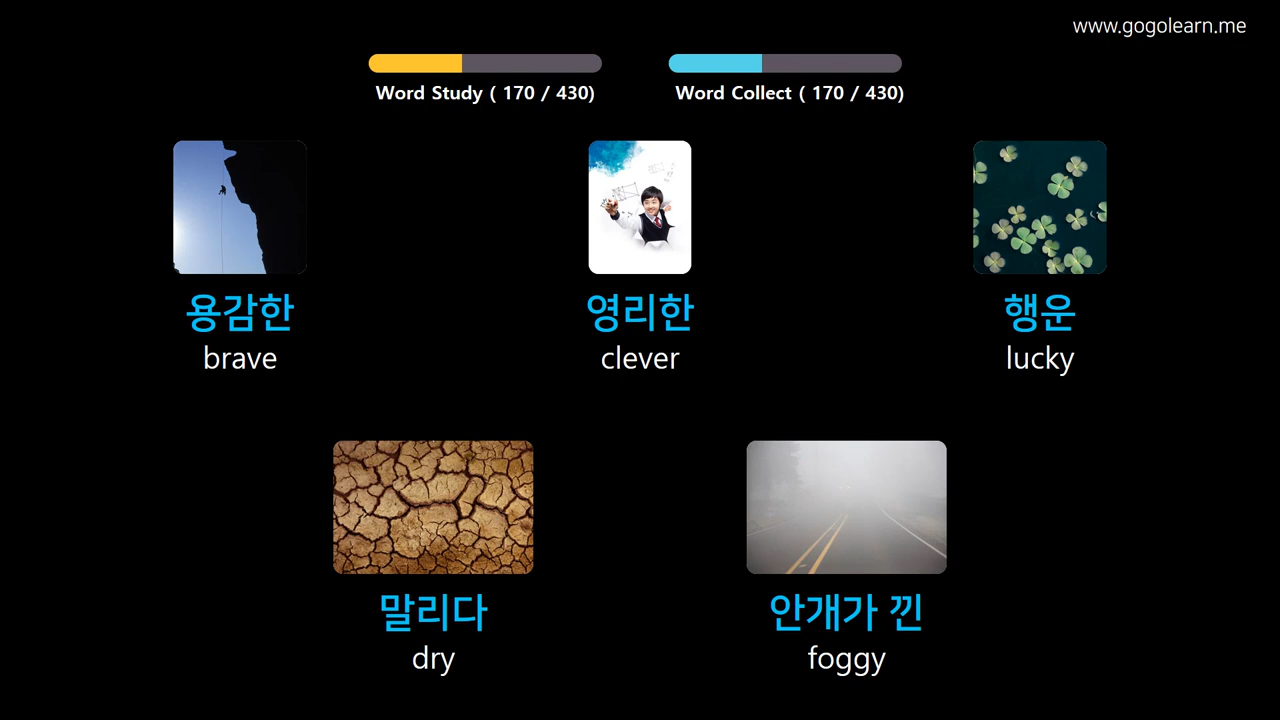 www.gogolearn.me
Word Study ( 170 / 430)
Word Collect ( 170 / 430)
용감한
brave
영리한
clever
행운
lucky
말리다
dry
안개가 낀
foggy